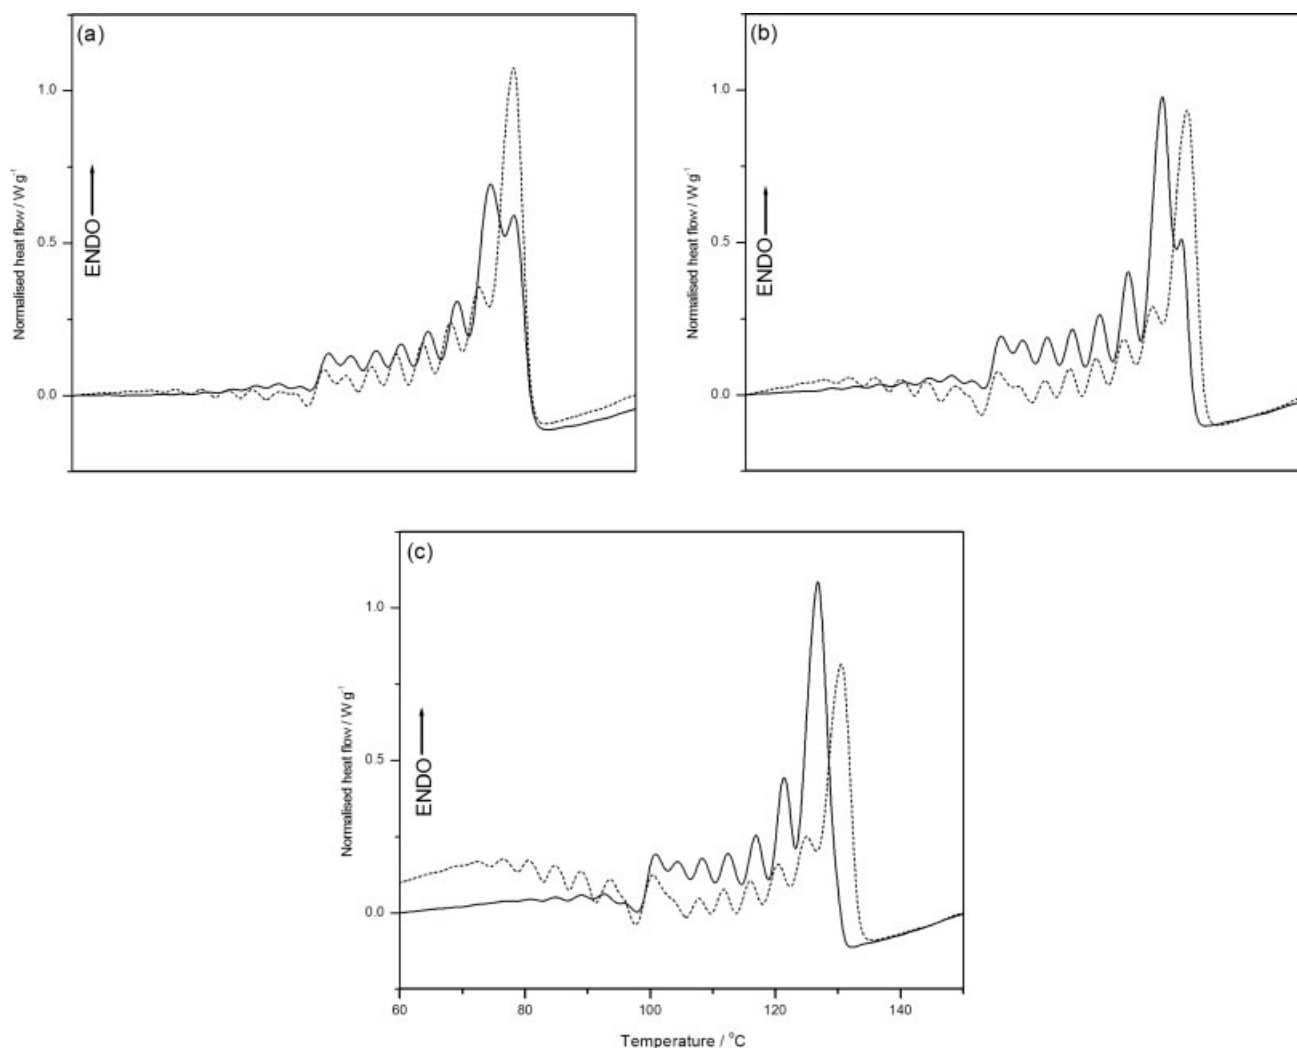 (a)
1.0
0.5
0.0
Normalised heat flow / W g⁻¹
ENDO
(b)
1.0
0.5
0.0
Normalised heat flow / W g⁻¹
ENDO
(c)
1.0
0.5
0.0
Normalised heat flow / W g⁻¹
ENDO
60 80 100 120 140
Temperature / °C